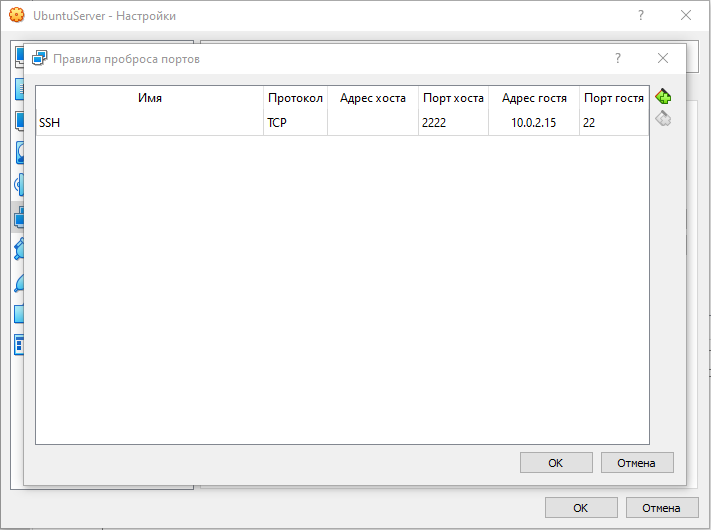 UbuntuServer - Настройки
Правила проброса портов
Имя Протокол Адрес хоста Порт хоста Адрес гостя Порт гостя
SSH TCP 2222 10.0.2.15 22
OK Отмена
OK Отмена